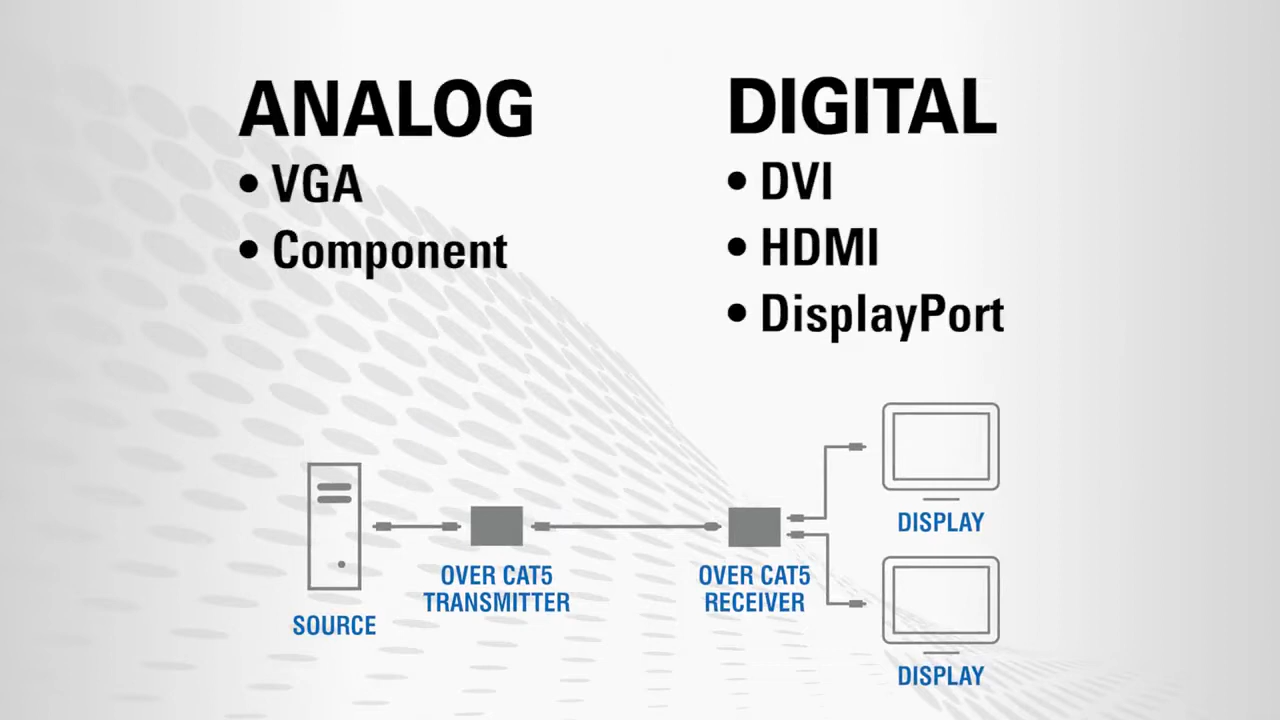 ANALOG
• VGA
• Component
DIGITAL
• DVI
• HDMI
• DisplayPort
SOURCE
OVER CAT5
TRANSMITTER
OVER CAT5
RECEIVER
DISPLAY
DISPLAY